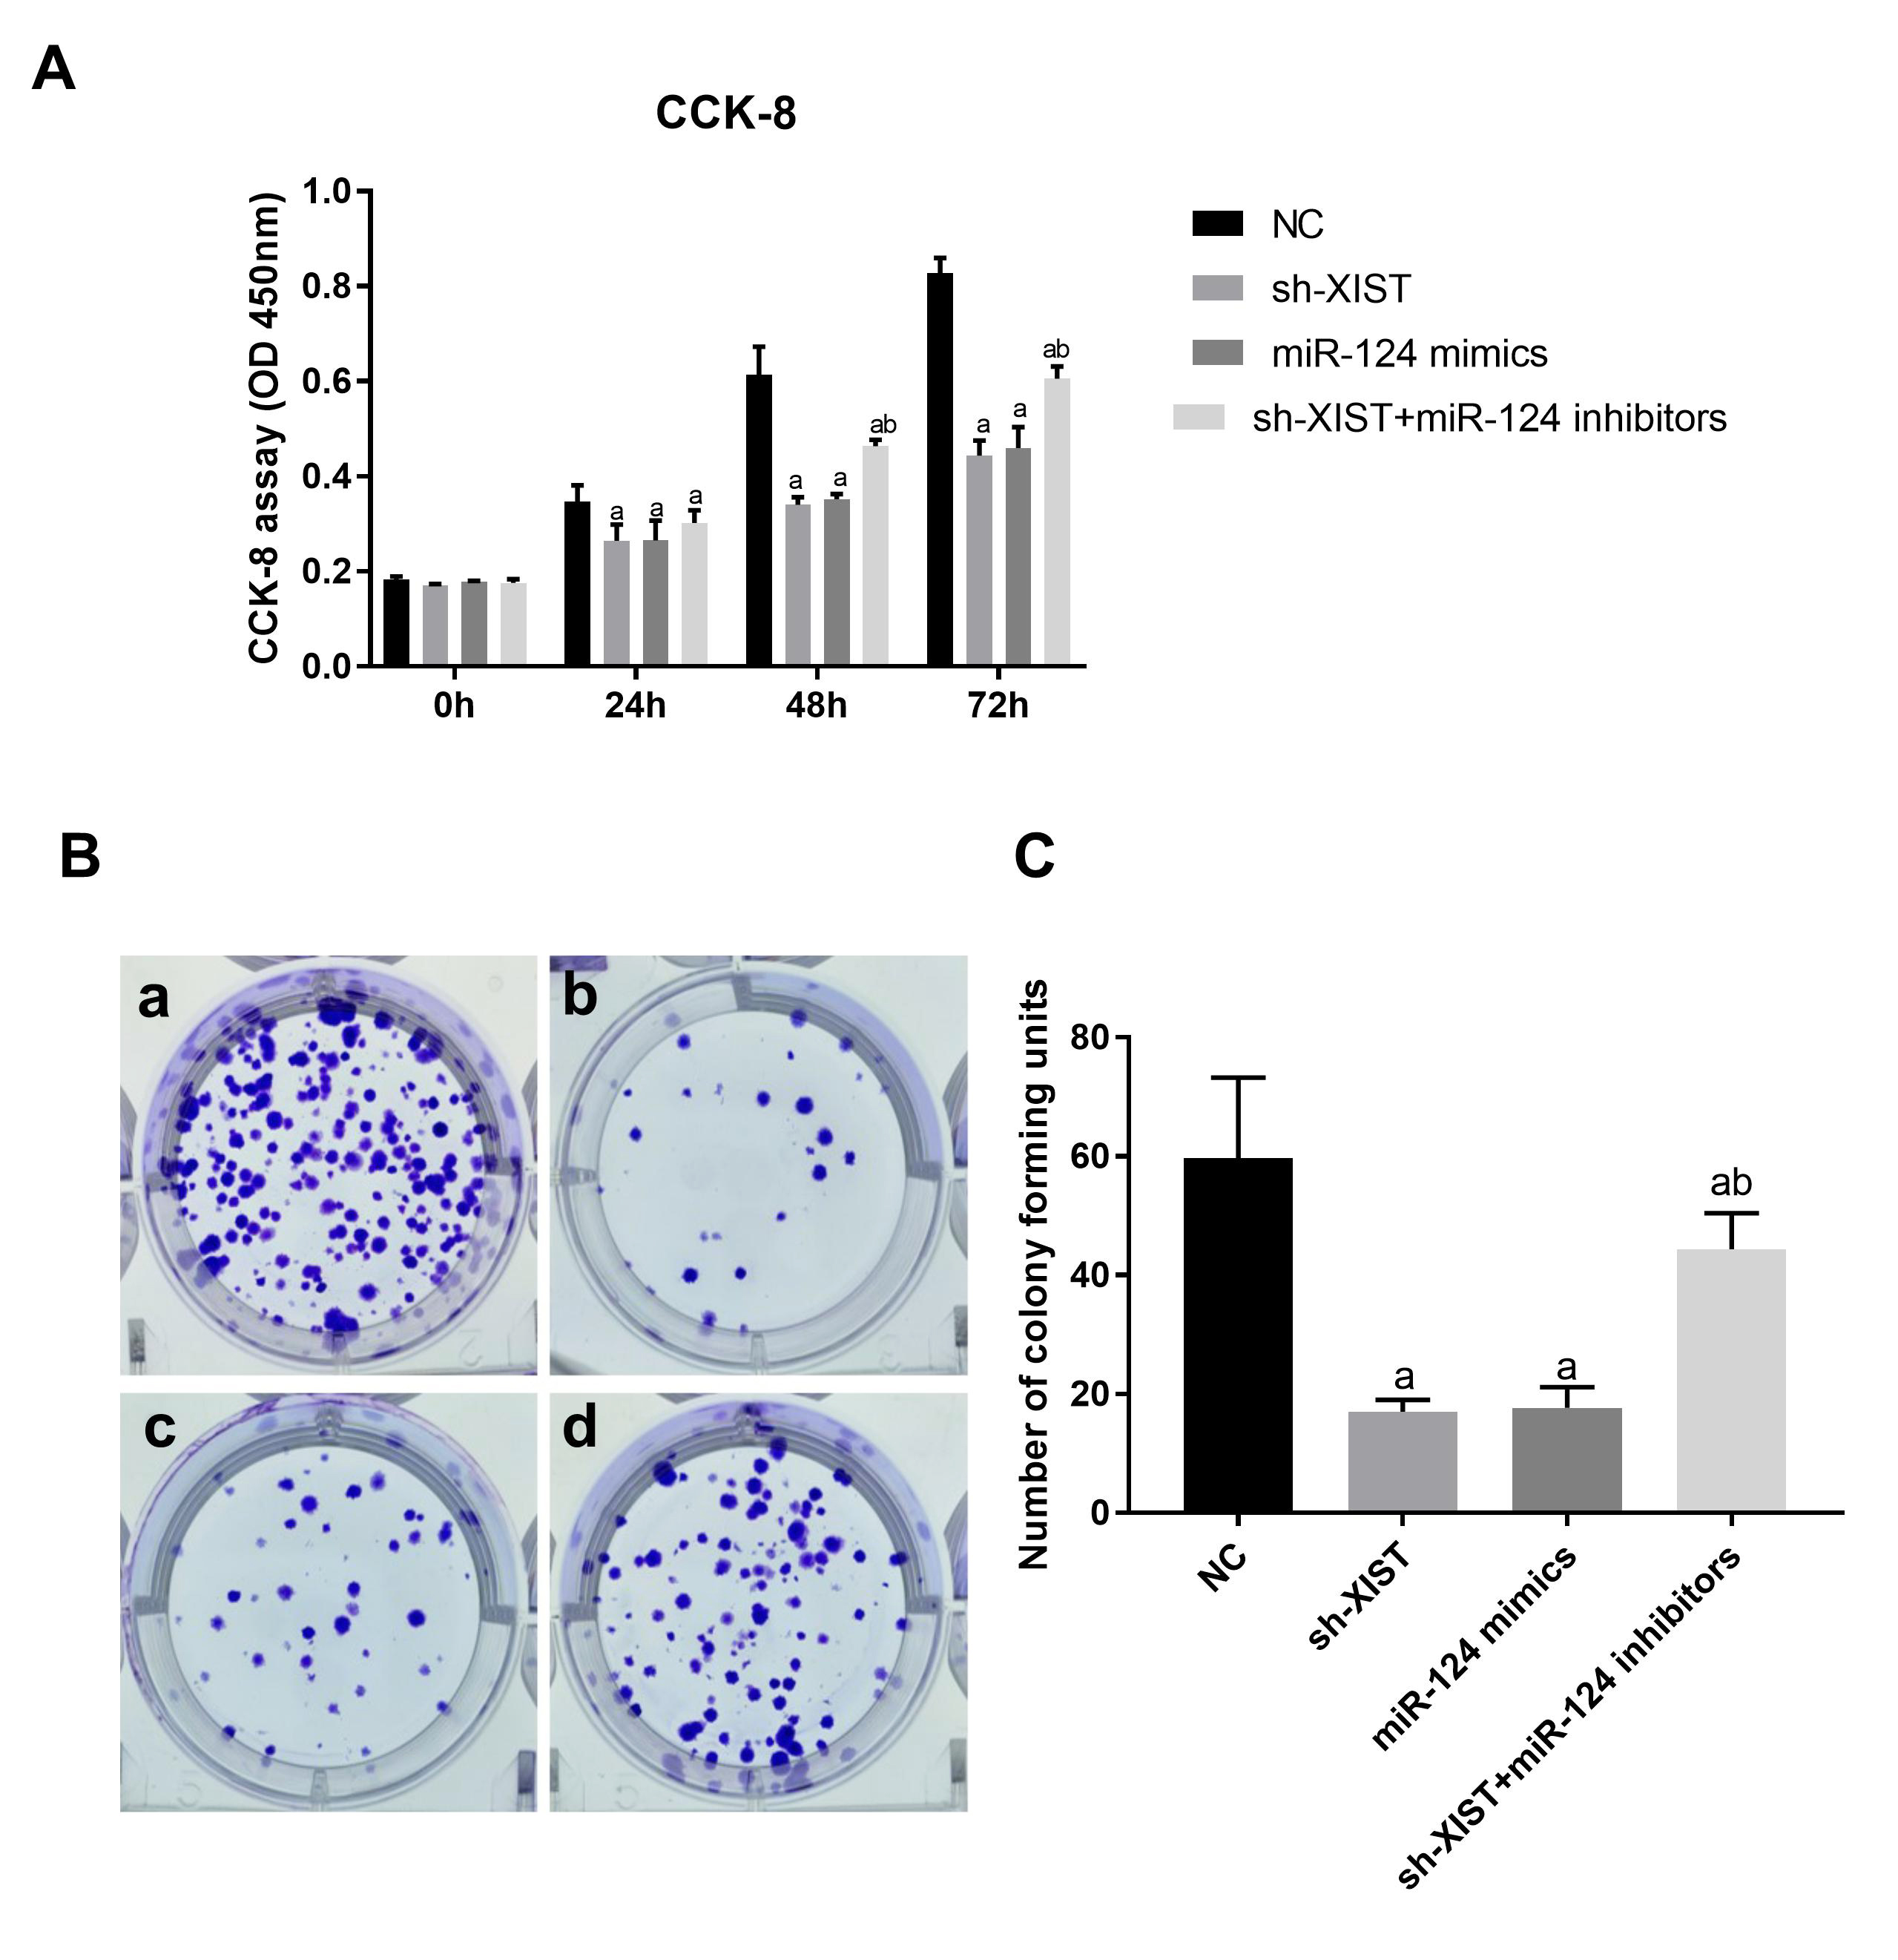 A
CCK-8
CCK-8 assay (OD 450nm)
1.0
0.8
0.6
0.4
0.2
0.0
a
a
a
a
a
ab
a
a
ab
0h
24h
48h
72h
NC
sh-XIST
miR-124 mimics
sh-XIST+miR-124 inhibitors
B
a
b
c
d
C
Number of colony forming units
80
60
40
20
0
a
a
ab
NC
sh-XIST
miR-124 mimics
sh-XIST+miR-124 inhibitors